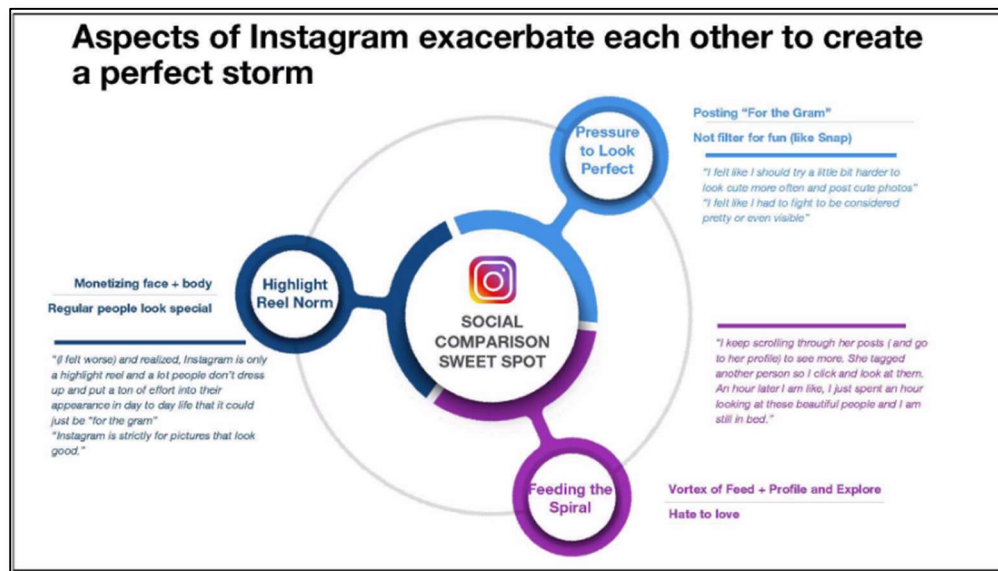 Aspects of Instagram exacerbate each other to create
a perfect storm
Pressure
to Look
Perfect
Posting “For the Gram”
Not filter for fun (like Snap)
"I felt like I should try a little bit harder to
look cute more often and post cute photos"
"I felt like I had to fight to be considered
pretty or even visible"
Highlight
Reel Norm
Monetizing face + body
Regular people look special
"(I felt worse) and realized, Instagram is only
a highlight reel and a lot people don't dress
up and put a ton of effort into their
appearance in day to day life that it could
just be "for the gram"
"Instagram is strictly for pictures that look
good."
SOCIAL
COMPARISON
SWEET SPOT
"I keep scrolling through her posts ( and go
to her profile) to see more. She tagged
another person so I click and look at them.
An hour later I am like, I just spent an hour
looking at these beautiful people and I am
still in bed."
Feeding the
Spiral
Vortex of Feed + Profile and Explore
Hate to love